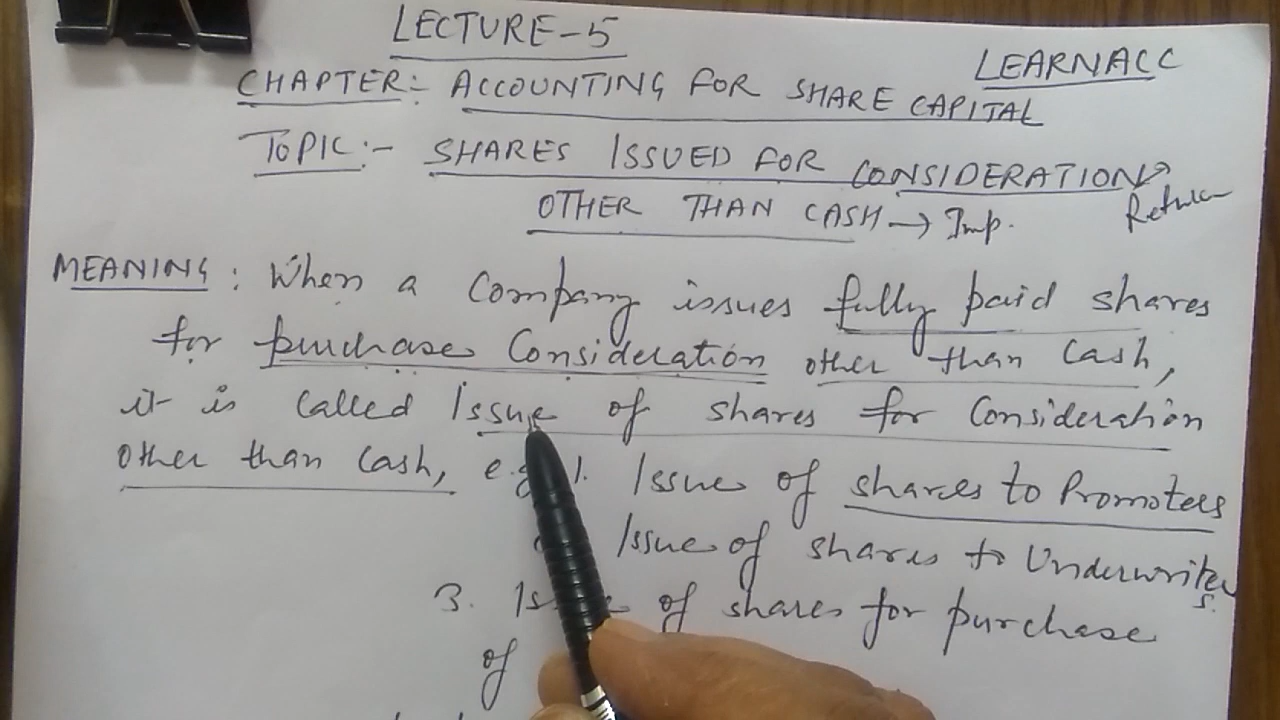 LECTURE-5
LEARNACC
CHAPTER:- ACCOUNTING FOR SHARE CAPITAL
TOPIC:- SHARES ISSUED FOR CONSIDERATION
OTHER THAN CASH → Imp.
MEANING: When a Company issues fully paid shares
for purchase Consideration other than Cash,
it is called Issue of shares for Consideration
Other than Cash, 1. Issue of shares to Promoters
Issue of shares to Underwriters.
3. of shares for purchase
of